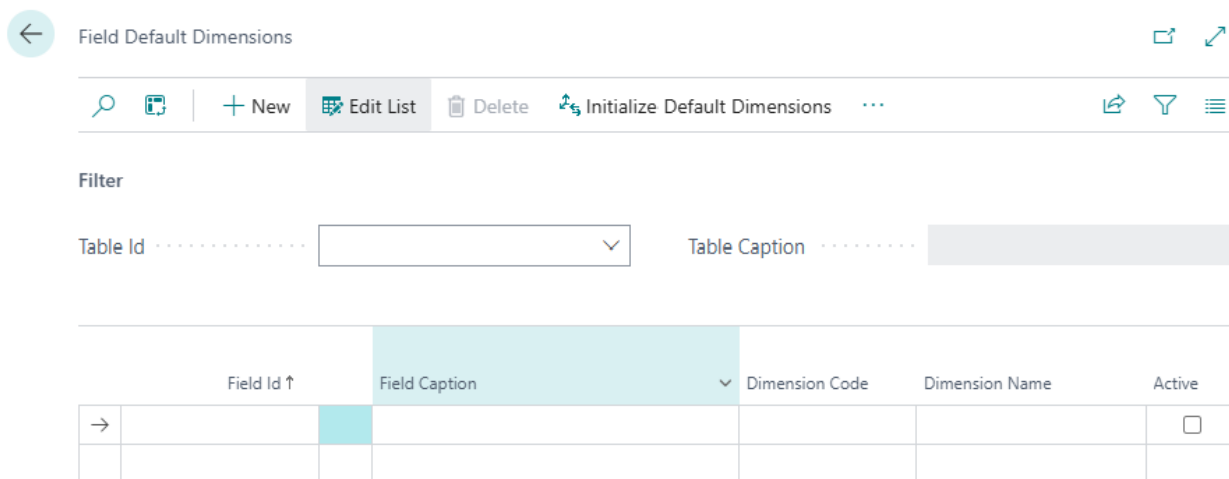 Field Default Dimensions
New Edit List Delete Initialize Default Dimensions ...
Filter
Table Id Table Caption
Field Id ↑ Field Caption Dimension Code Dimension Name Active